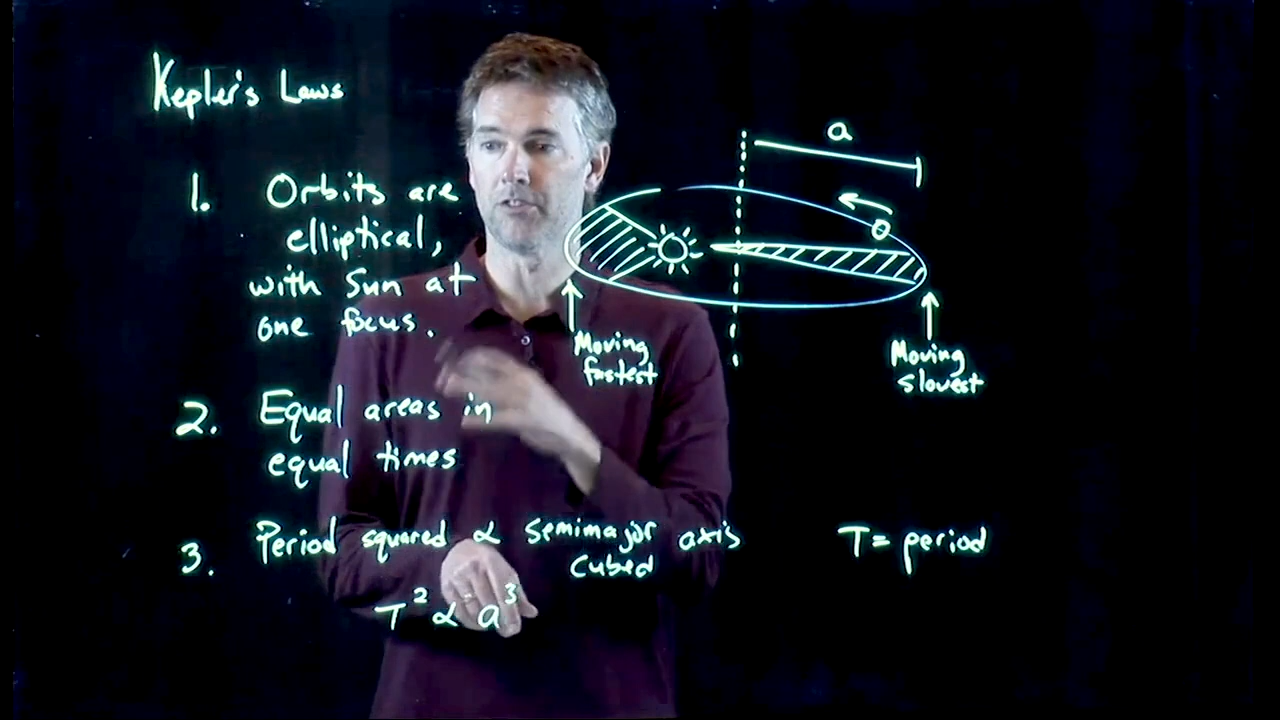 Kepler's Laws
1. Orbits are
elliptical,
with Sun at
one focus.
a
Moving
fastest
Moving
slowest
2. Equal areas in
equal times
3. Period squared ∝ semimajor axis
cubed
T² ∝ a³
T = period